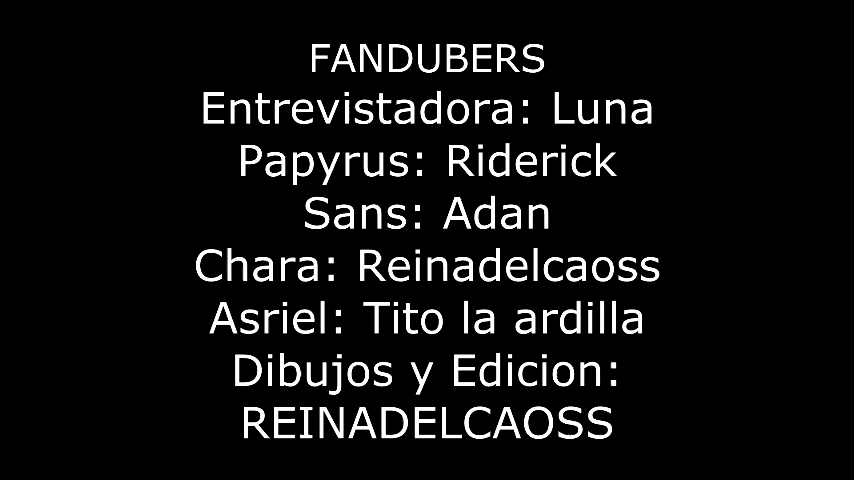 FANDUBERS
Entrevistadora: Luna
Papyrus: Riderick
Sans: Adan
Chara: Reinadelcaoss
Asriel: Tito la ardilla
Dibujos y Edicion:
REINADELCAOSS